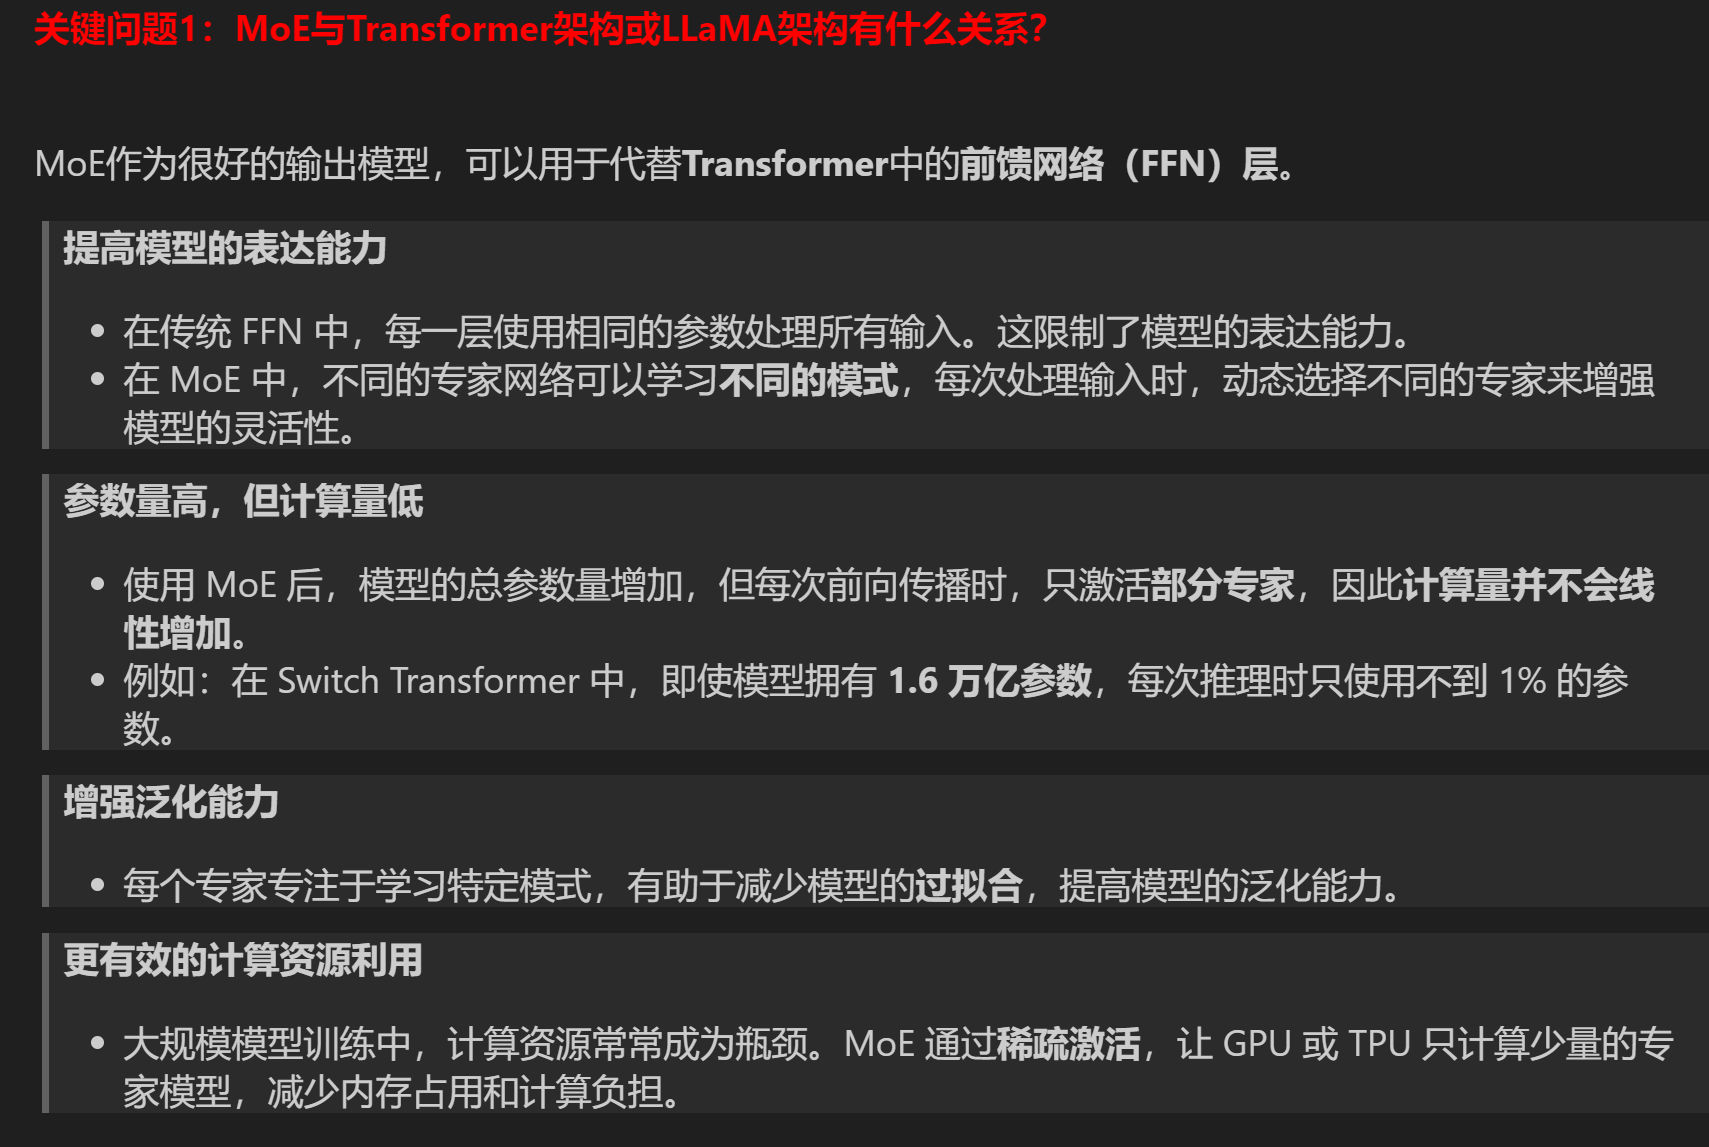 关键问题1：MoE与Transformer架构或LLaMA架构有什么关系？
MoE作为很好的输出模型，可以用于代替Transformer中的前馈网络（FFN）层。
提高模型的表达能力
在传统 FFN 中，每一层使用相同的参数处理所有输入。这限制了模型的表达能力。
在 MoE 中，不同的专家网络可以学习不同的模式，每次处理输入时，动态选择不同的专家来增强
模型的灵活性。
参数量高，但计算量低
使用 MoE 后，模型的总参数量增加，但每次前向传播时，只激活部分专家，因此计算量并不会线
性增加。
例如：在 Switch Transformer 中，即使模型拥有 1.6 万亿参数，每次推理时只使用不到 1% 的参
数。
增强泛化能力
每个专家专注于学习特定模式，有助于减少模型的过拟合，提高模型的泛化能力。
更有效的计算资源利用
大规模模型训练中，计算资源常常成为瓶颈。MoE 通过稀疏激活，让 GPU 或 TPU 只计算少量的专
家模型，减少内存占用和计算负担。